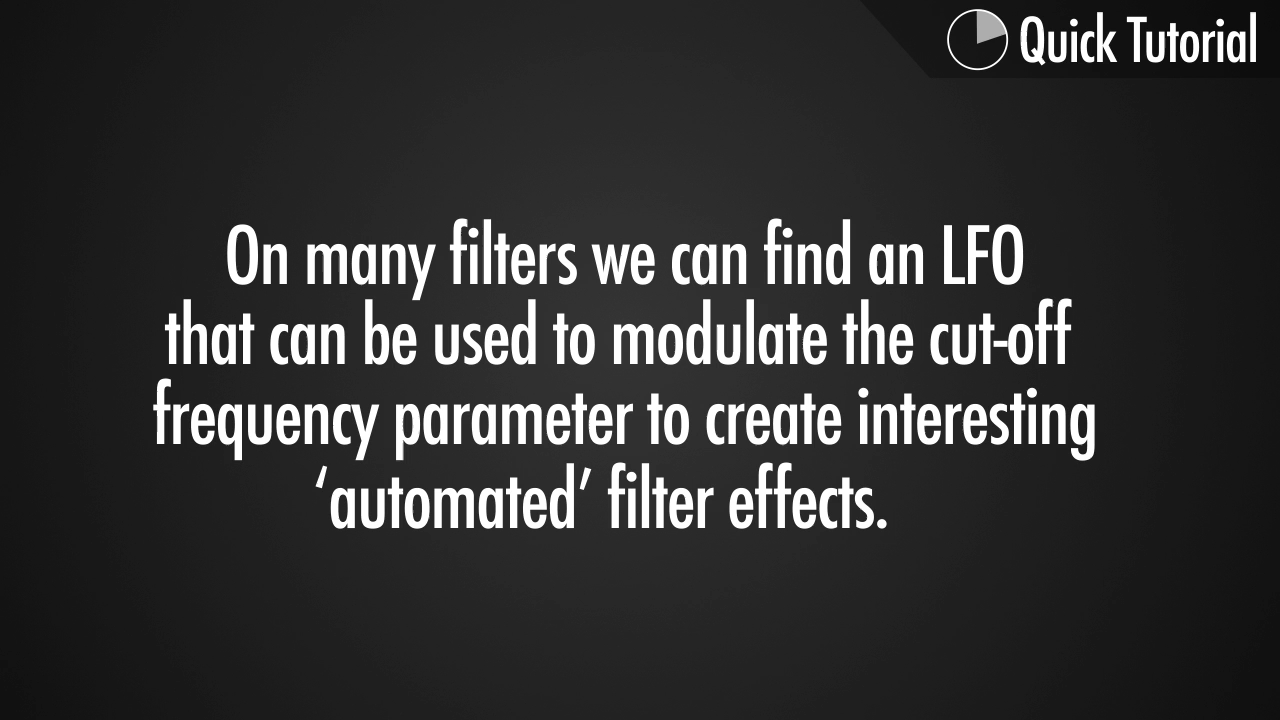 Quick Tutorial
On many filters we can find an LFO
that can be used to modulate the cut-off
frequency parameter to create interesting
‘automated’ filter effects.